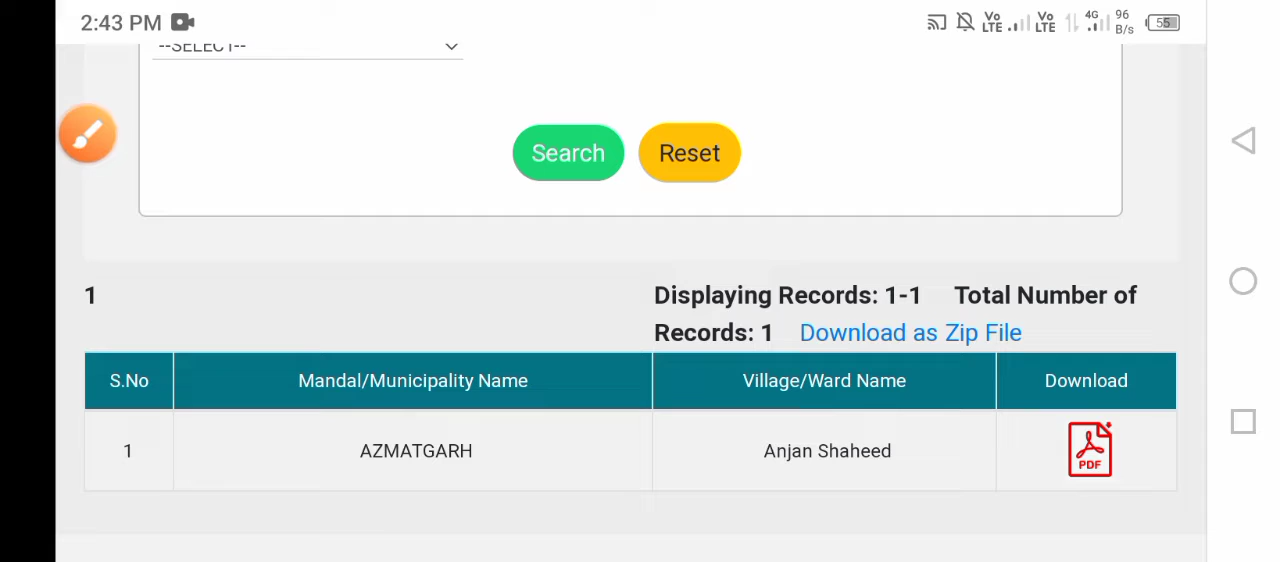 2:43 PM
Vo LTE Vo LTE 4G 96 B/s 55
--SELECT--
Search Reset
1
Displaying Records: 1-1 Total Number of
Records: 1 Download as Zip File
S.No Mandal/Municipality Name Village/Ward Name Download
1 AZMATGARH Anjan Shaheed PDF